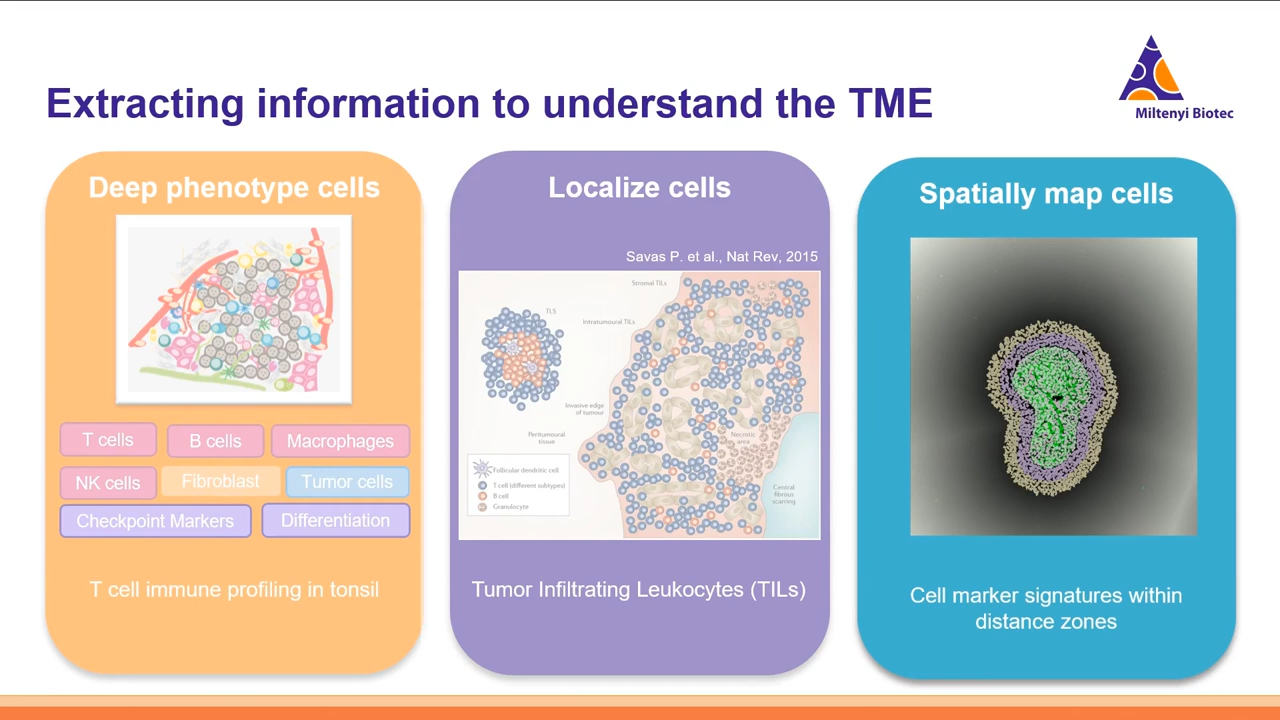 Extracting information to understand the TME
Miltenyi Biotec
Deep phenotype cells
T cells
B cells
Macrophages
NK cells
Fibroblast
Tumor cells
Checkpoint Markers
Differentiation
T cell immune profiling in tonsil
Localize cells
Savas P. et al., Nat Rev, 2015
Stromal TILs
TLS
Intratumoural TILs
Invasive edge
of tumour
Peritumoural
tissue
Necrotic
area
Follicular dendritic cell
T cell (different subtypes)
B cell
Granulocyte
Central
fibrous
scarring
Tumor Infiltrating Leukocytes (TILs)
Spatially map cells
Cell marker signatures within
distance zones